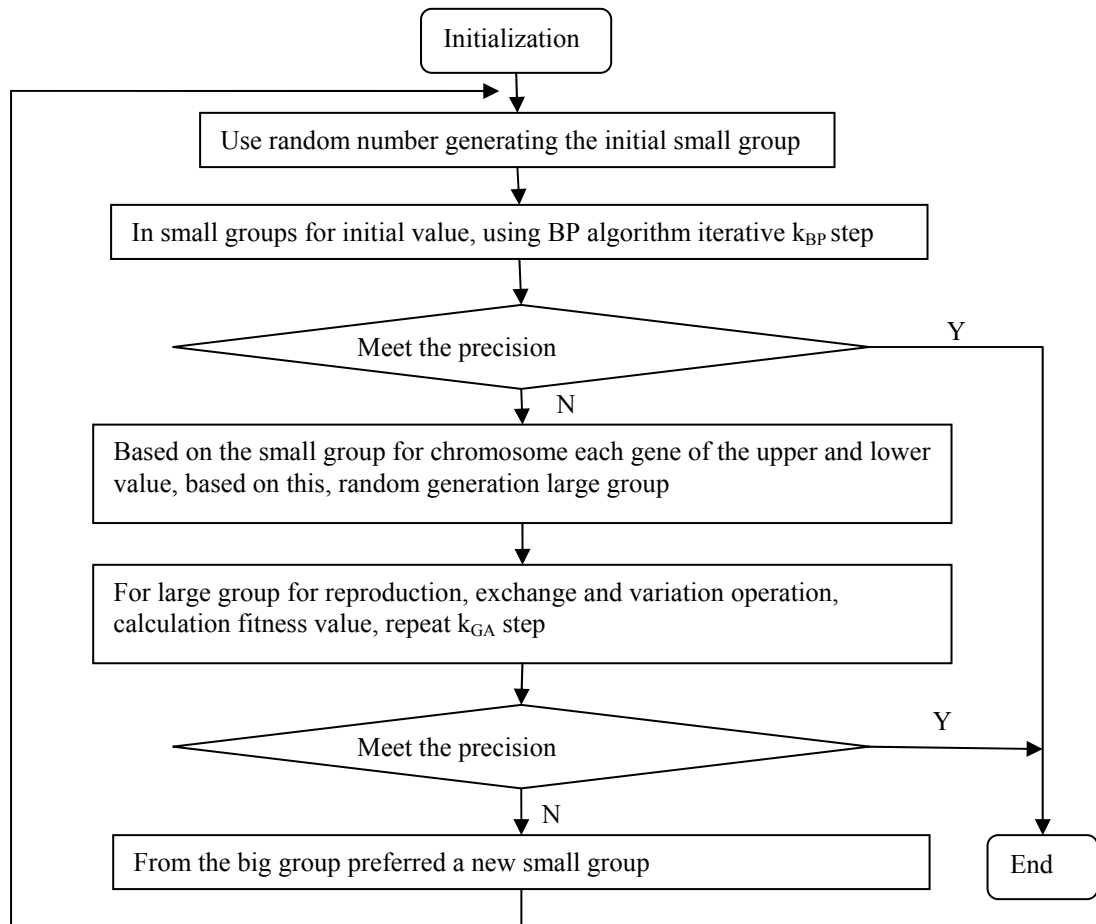 Initialization
Use random number generating the initial small group
In small groups for initial value, using BP algorithm iterative kBP step
Meet the precision
Y
N
Based on the small group for chromosome each gene of the upper and lower
value, based on this, random generation large group
For large group for reproduction, exchange and variation operation,
calculation fitness value, repeat kGA step
Meet the precision
Y
N
From the big group preferred a new small group
End